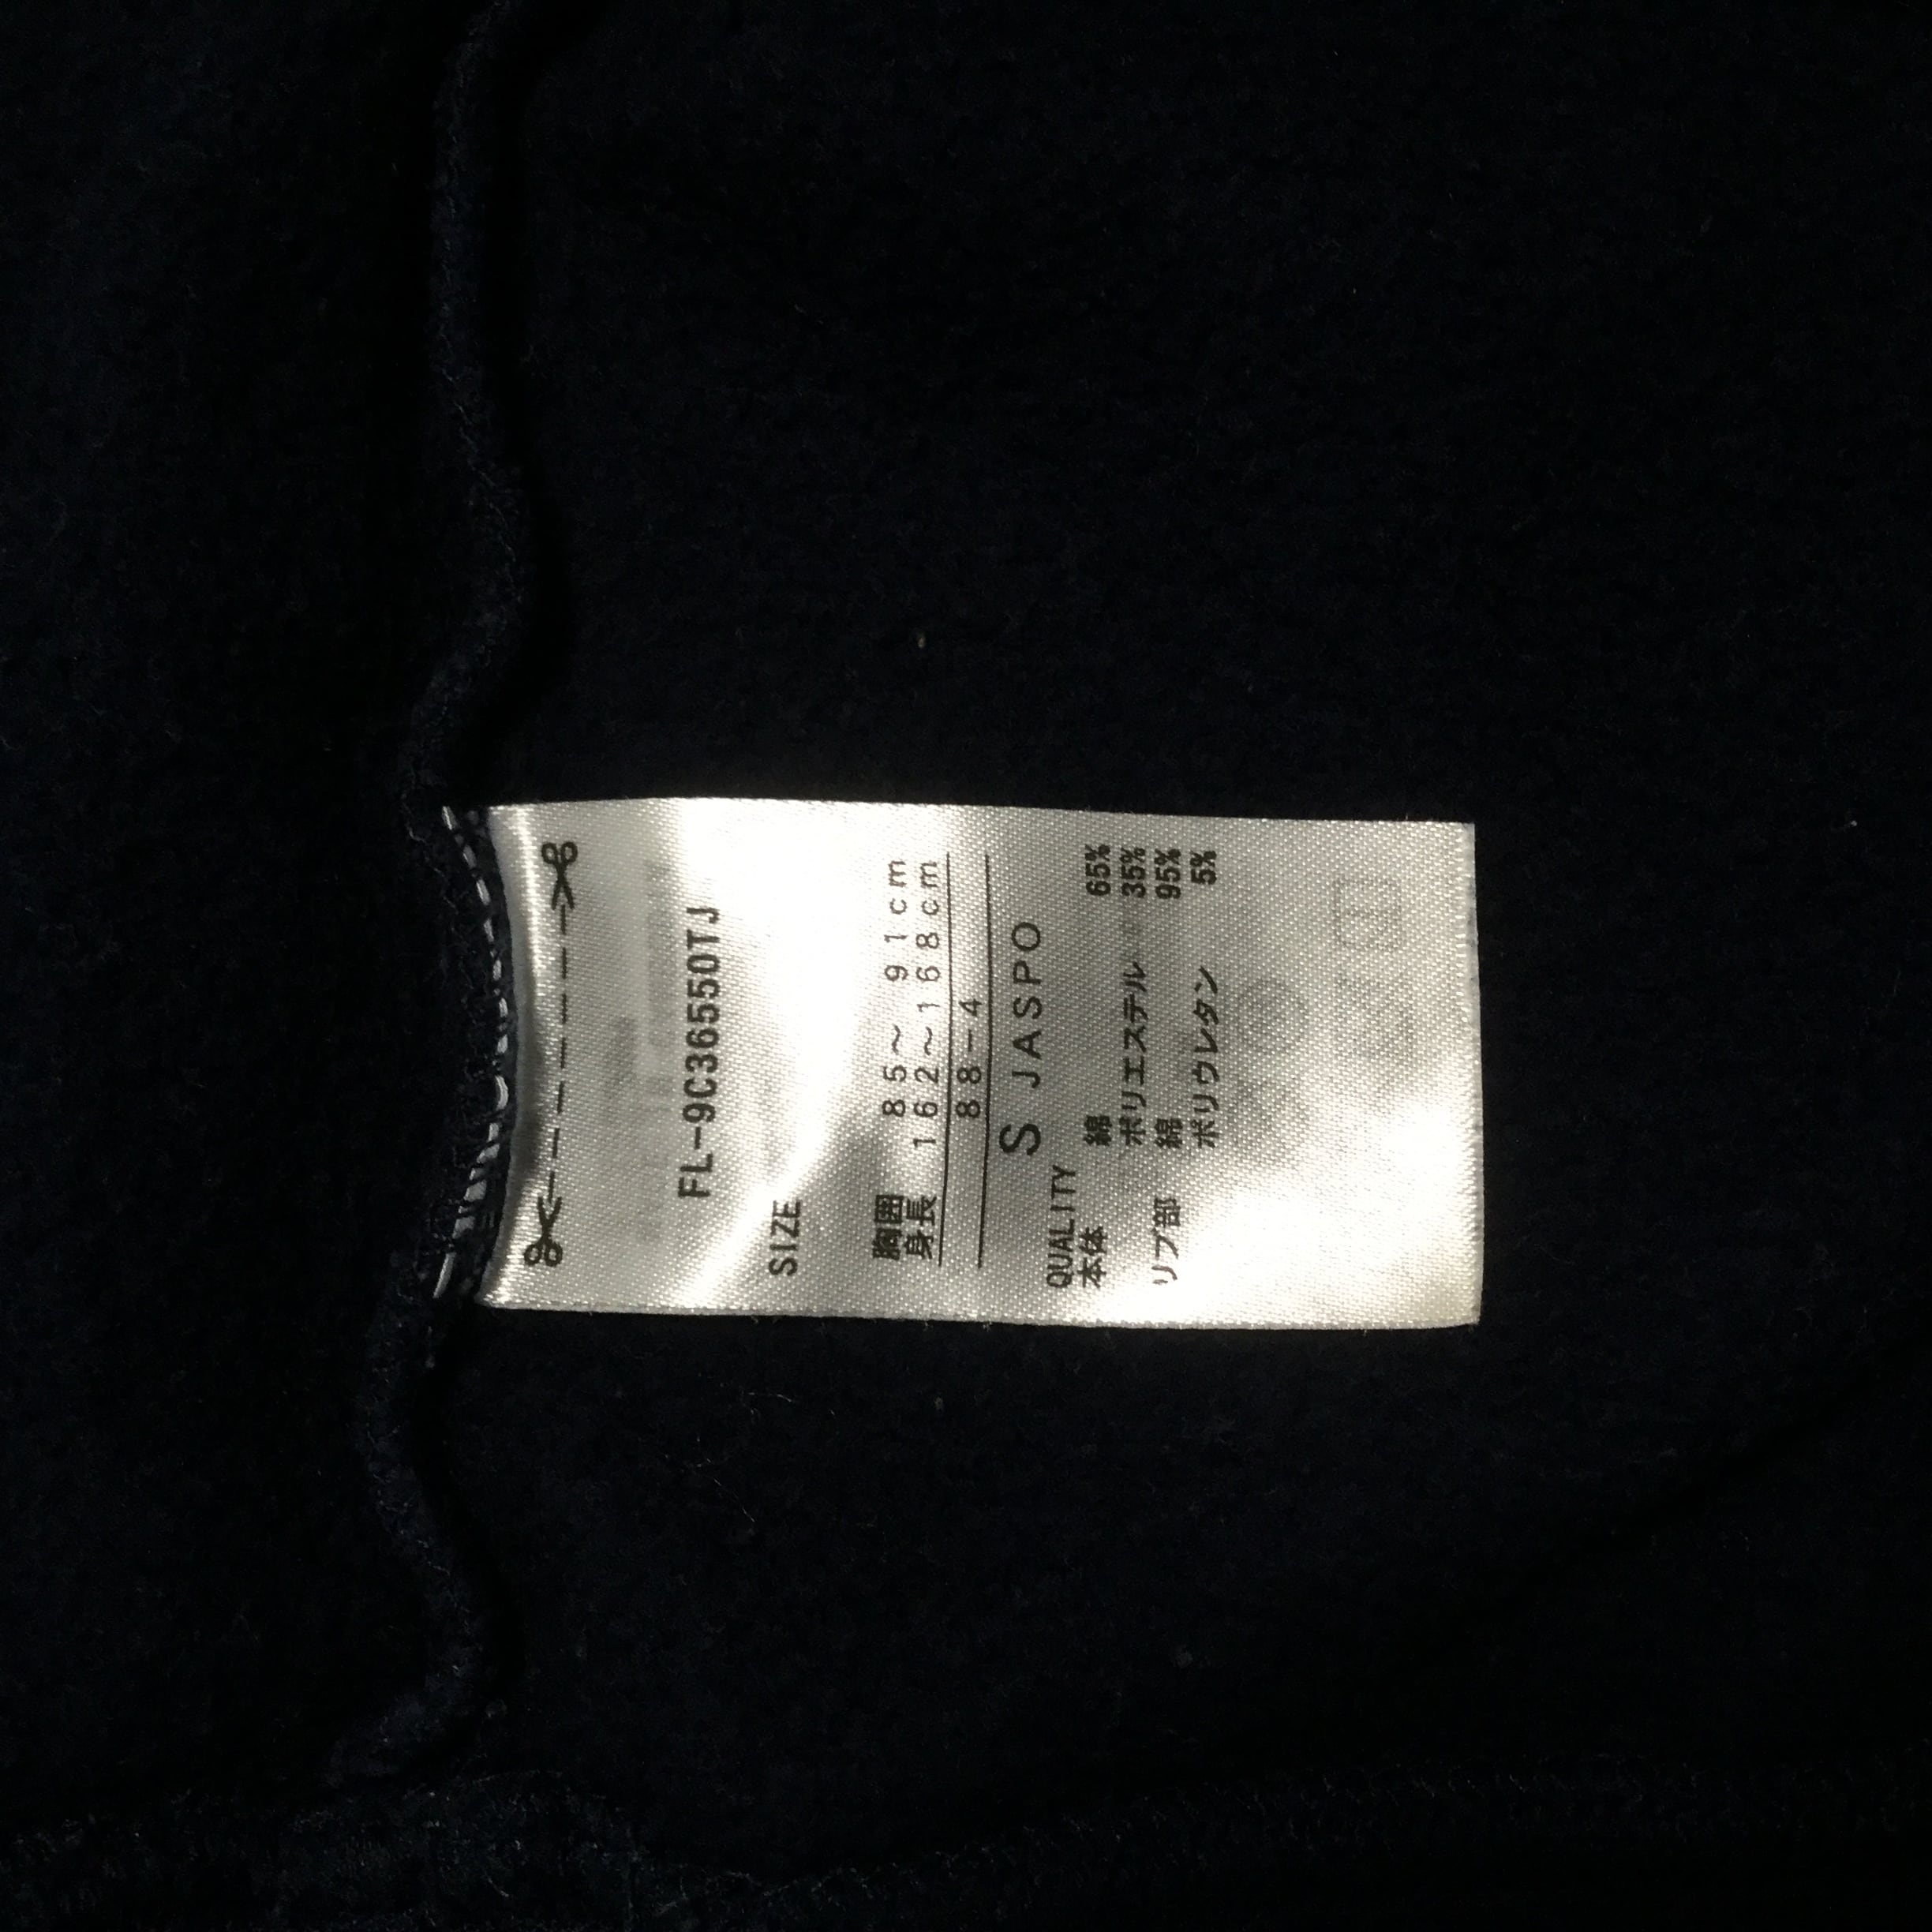 FL-9C36550TJ
SIZE
胸囲 85～ 91cm
身長 162～168cm
88-4
S JASPO
QUALITY
本体 綿 65%
ポリエステル 35%
リブ部 綿 95%
ポリウレタン 5%